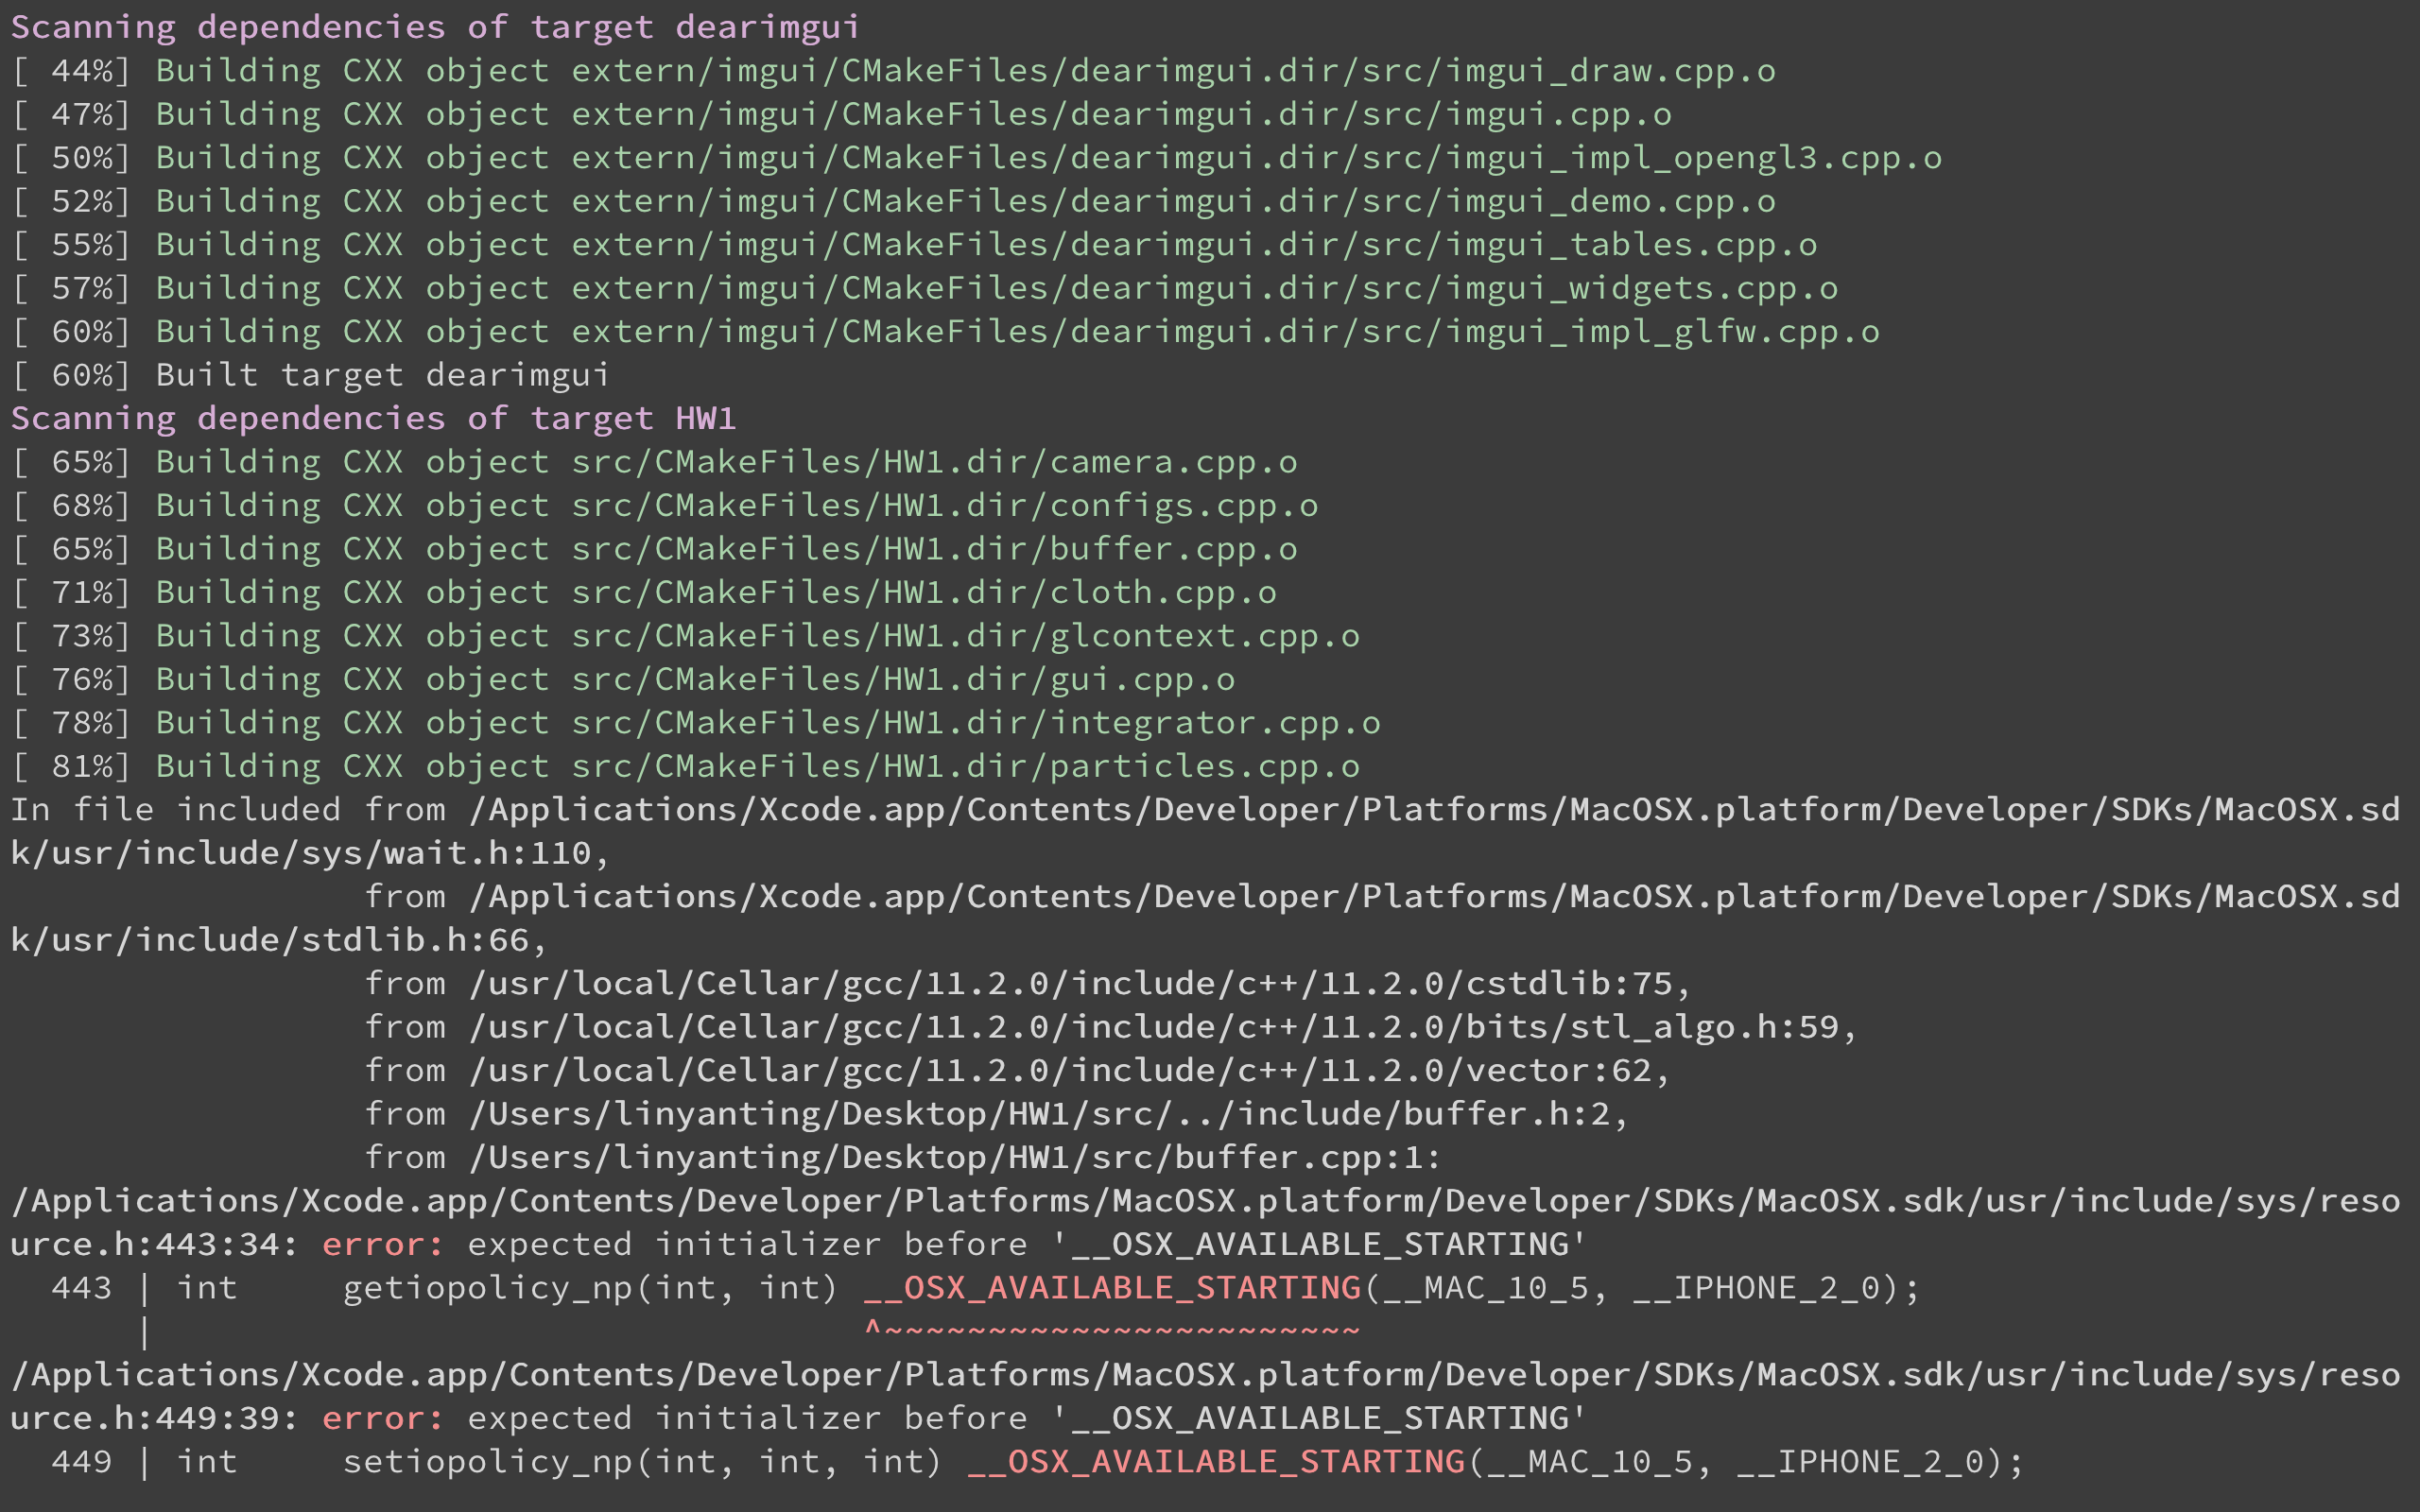 Scanning dependencies of target dearimgui
[ 44%] Building CXX object extern/imgui/CMakeFiles/dearimgui.dir/src/imgui_draw.cpp.o
[ 47%] Building CXX object extern/imgui/CMakeFiles/dearimgui.dir/src/imgui.cpp.o
[ 50%] Building CXX object extern/imgui/CMakeFiles/dearimgui.dir/src/imgui_impl_opengl3.cpp.o
[ 52%] Building CXX object extern/imgui/CMakeFiles/dearimgui.dir/src/imgui_demo.cpp.o
[ 55%] Building CXX object extern/imgui/CMakeFiles/dearimgui.dir/src/imgui_tables.cpp.o
[ 57%] Building CXX object extern/imgui/CMakeFiles/dearimgui.dir/src/imgui_widgets.cpp.o
[ 60%] Building CXX object extern/imgui/CMakeFiles/dearimgui.dir/src/imgui_impl_glfw.cpp.o
[ 60%] Built target dearimgui
Scanning dependencies of target HW1
[ 65%] Building CXX object src/CMakeFiles/HW1.dir/camera.cpp.o
[ 68%] Building CXX object src/CMakeFiles/HW1.dir/configs.cpp.o
[ 65%] Building CXX object src/CMakeFiles/HW1.dir/buffer.cpp.o
[ 71%] Building CXX object src/CMakeFiles/HW1.dir/cloth.cpp.o
[ 73%] Building CXX object src/CMakeFiles/HW1.dir/glcontext.cpp.o
[ 76%] Building CXX object src/CMakeFiles/HW1.dir/gui.cpp.o
[ 78%] Building CXX object src/CMakeFiles/HW1.dir/integrator.cpp.o
[ 81%] Building CXX object src/CMakeFiles/HW1.dir/particles.cpp.o
In file included from /Applications/Xcode.app/Contents/Developer/Platforms/MacOSX.platform/Developer/SDKs/MacOSX.sd
k/usr/include/sys/wait.h:110,
                 from /Applications/Xcode.app/Contents/Developer/Platforms/MacOSX.platform/Developer/SDKs/MacOSX.sd
k/usr/include/stdlib.h:66,
                 from /usr/local/Cellar/gcc/11.2.0/include/c++/11.2.0/cstdlib:75,
                 from /usr/local/Cellar/gcc/11.2.0/include/c++/11.2.0/bits/stl_algo.h:59,
                 from /usr/local/Cellar/gcc/11.2.0/include/c++/11.2.0/vector:62,
                 from /Users/linyanting/Desktop/HW1/src/../include/buffer.h:2,
                 from /Users/linyanting/Desktop/HW1/src/buffer.cpp:1:
/Applications/Xcode.app/Contents/Developer/Platforms/MacOSX.platform/Developer/SDKs/MacOSX.sdk/usr/include/sys/reso
urce.h:443:34: error: expected initializer before '__OSX_AVAILABLE_STARTING'
  443 | int     getiopolicy_np(int, int) __OSX_AVAILABLE_STARTING(__MAC_10_5, __IPHONE_2_0);
      |                                  ^~~~~~~~~~~~~~~~~~~~~~~~
/Applications/Xcode.app/Contents/Developer/Platforms/MacOSX.platform/Developer/SDKs/MacOSX.sdk/usr/include/sys/reso
urce.h:449:39: error: expected initializer before '__OSX_AVAILABLE_STARTING'
  449 | int     setiopolicy_np(int, int, int) __OSX_AVAILABLE_STARTING(__MAC_10_5, __IPHONE_2_0);